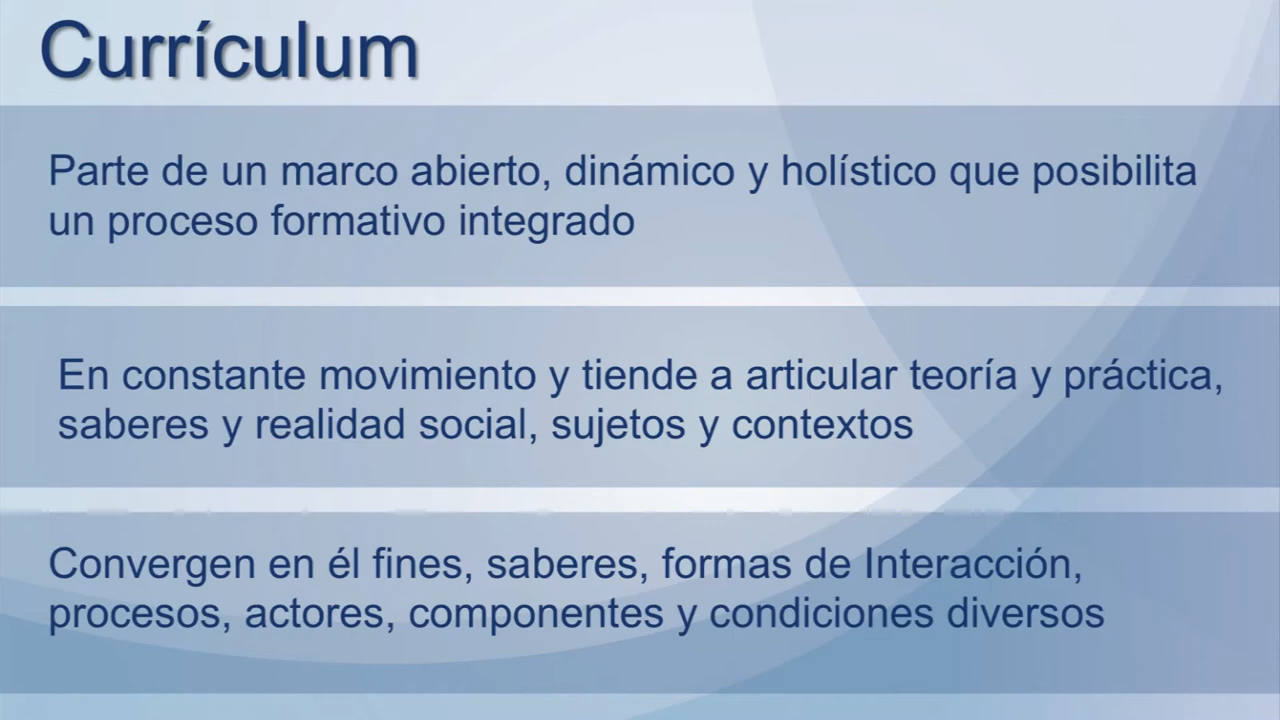 Currículum
Parte de un marco abierto, dinámico y holístico que posibilita
un proceso formativo integrado
En constante movimiento y tiende a articular teoría y práctica,
saberes y realidad social, sujetos y contextos
Convergen en él fines, saberes, formas de Interacción,
procesos, actores, componentes y condiciones diversos